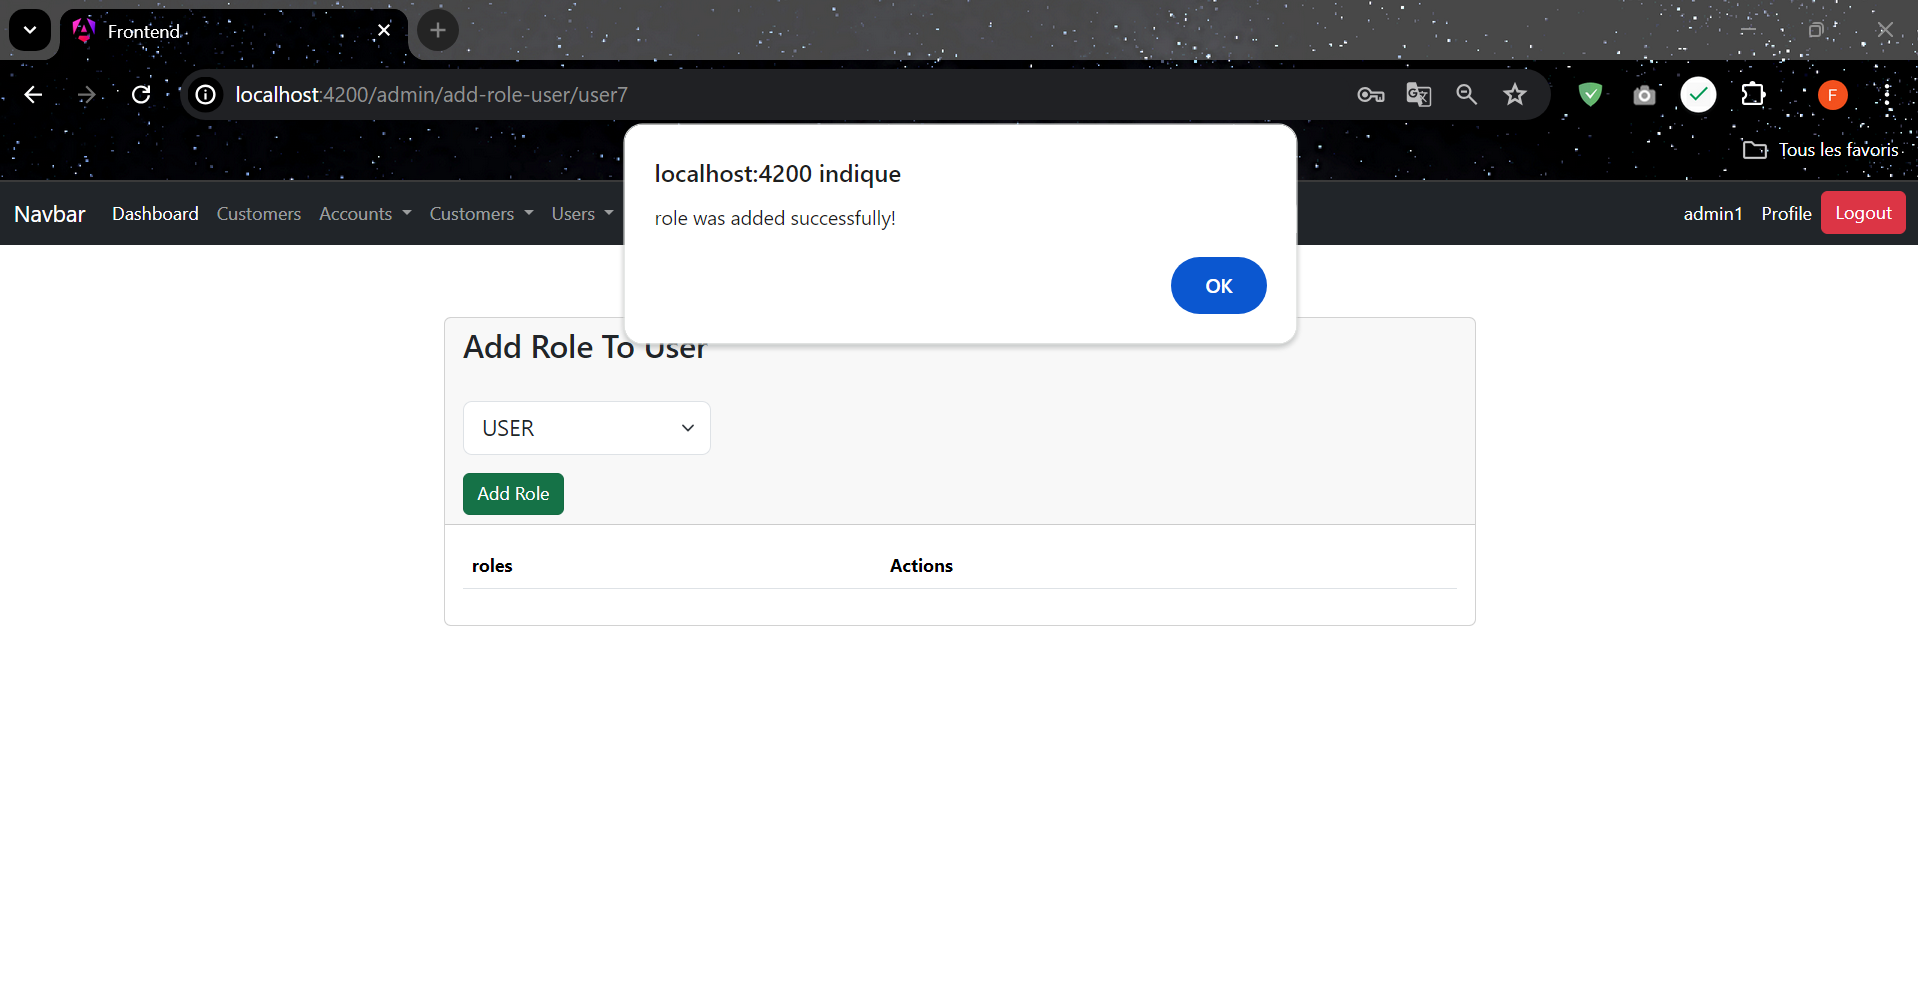 Frontend
localhost:4200/admin/add-role-user/user7
F
Tous les favoris
Navbar Dashboard Customers Accounts Customers Users admin1 Profile Logout
localhost:4200 indique
role was added successfully!
OK
Add Role To User
USER
Add Role
roles Actions